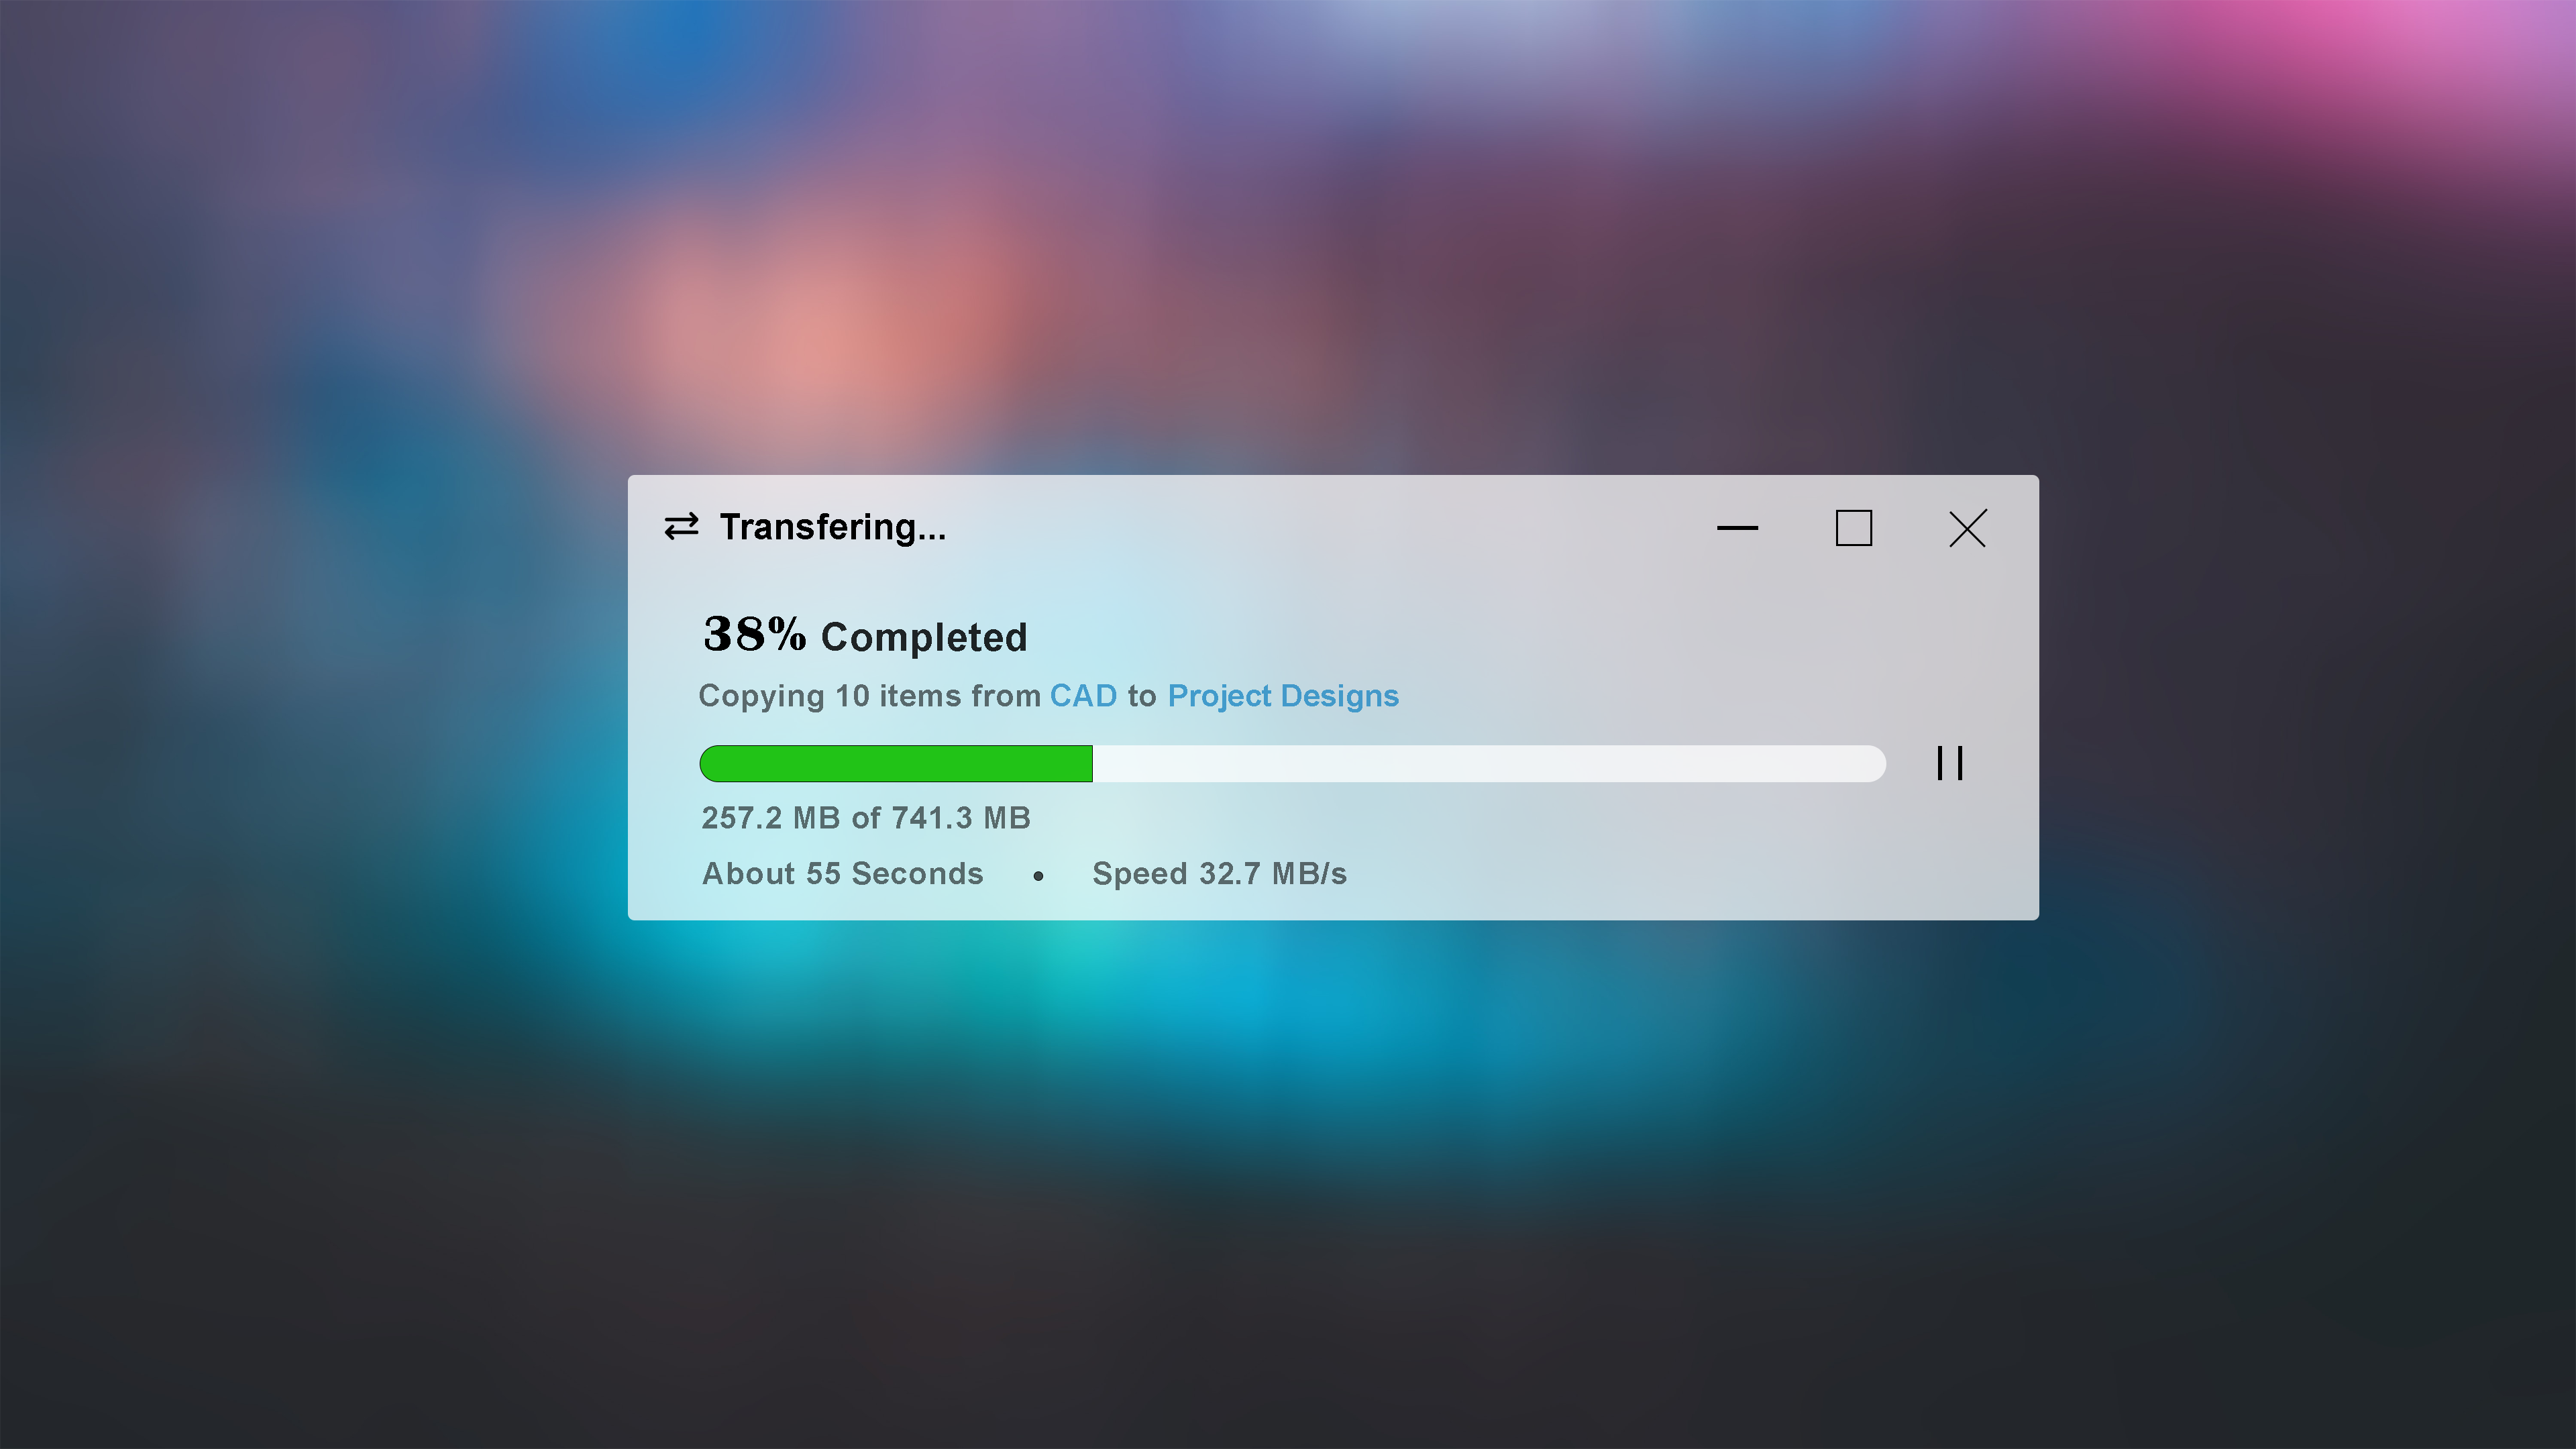 Transfering...
38% Completed
Copying 10 items from CAD to Project Designs
257.2 MB of 741.3 MB
About 55 Seconds • Speed 32.7 MB/s